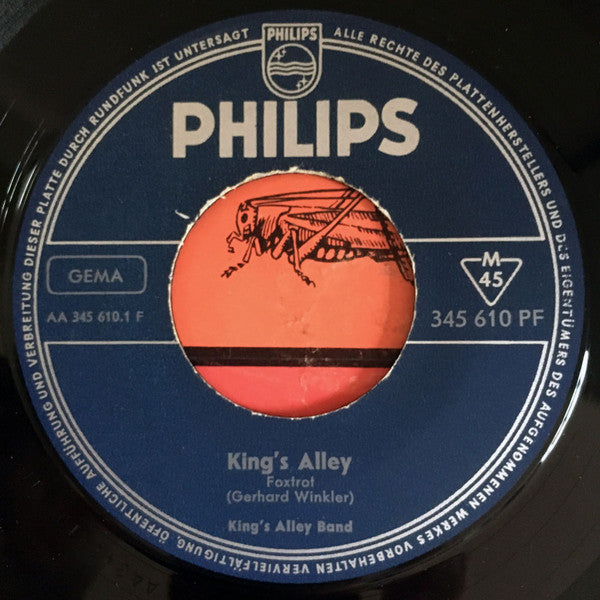 ALLE RECHTE DES PLATTENHERSTELLERS UND DES EIGENTÜMERS DES AUFGENOMMENEN WERKES VORBEHALTEN VERVIELFÄLTIGUNG, ÖFFENTLICHE AUFFÜHRUNG UND VERBREITUNG DIESER PLATTE DURCH RUNDFUNK IST UNTERSAGT
PHILIPS
PHILIPS
GEMA
M
45
AA 345 610.1 F
345 610 PF
King's Alley
Foxtrot
(Gerhard Winkler)
King's Alley Band